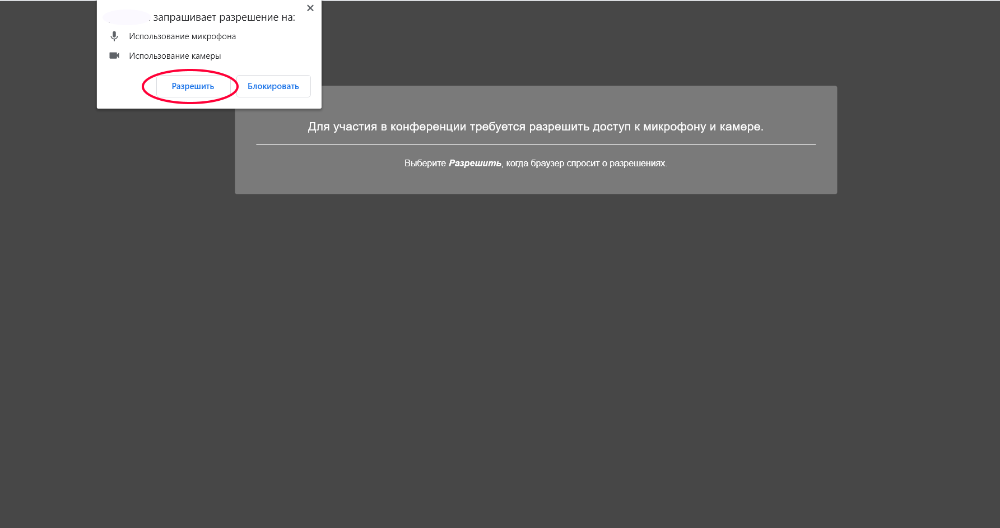 запрашивает разрешение на:
Использование микрофона
Использование камеры
Разрешить
Блокировать
Для участия в конференции требуется разрешить доступ к микрофону и камере.
Выберите Разрешить, когда браузер спросит о разрешениях.